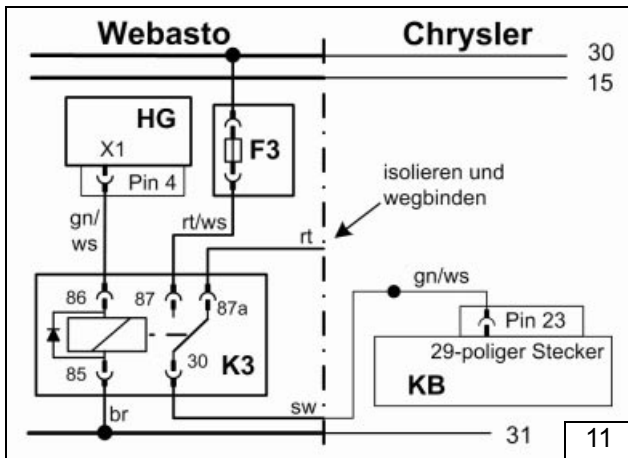 Webasto
Chrysler
30
15
HG
X1
Pin 4
F3
isolieren und
wegbinden
gn/
ws
rt/ws
rt
gn/ws
86
87
87a
Pin 23
29-poliger Stecker
85
30
K3
KB
br
sw
31
11